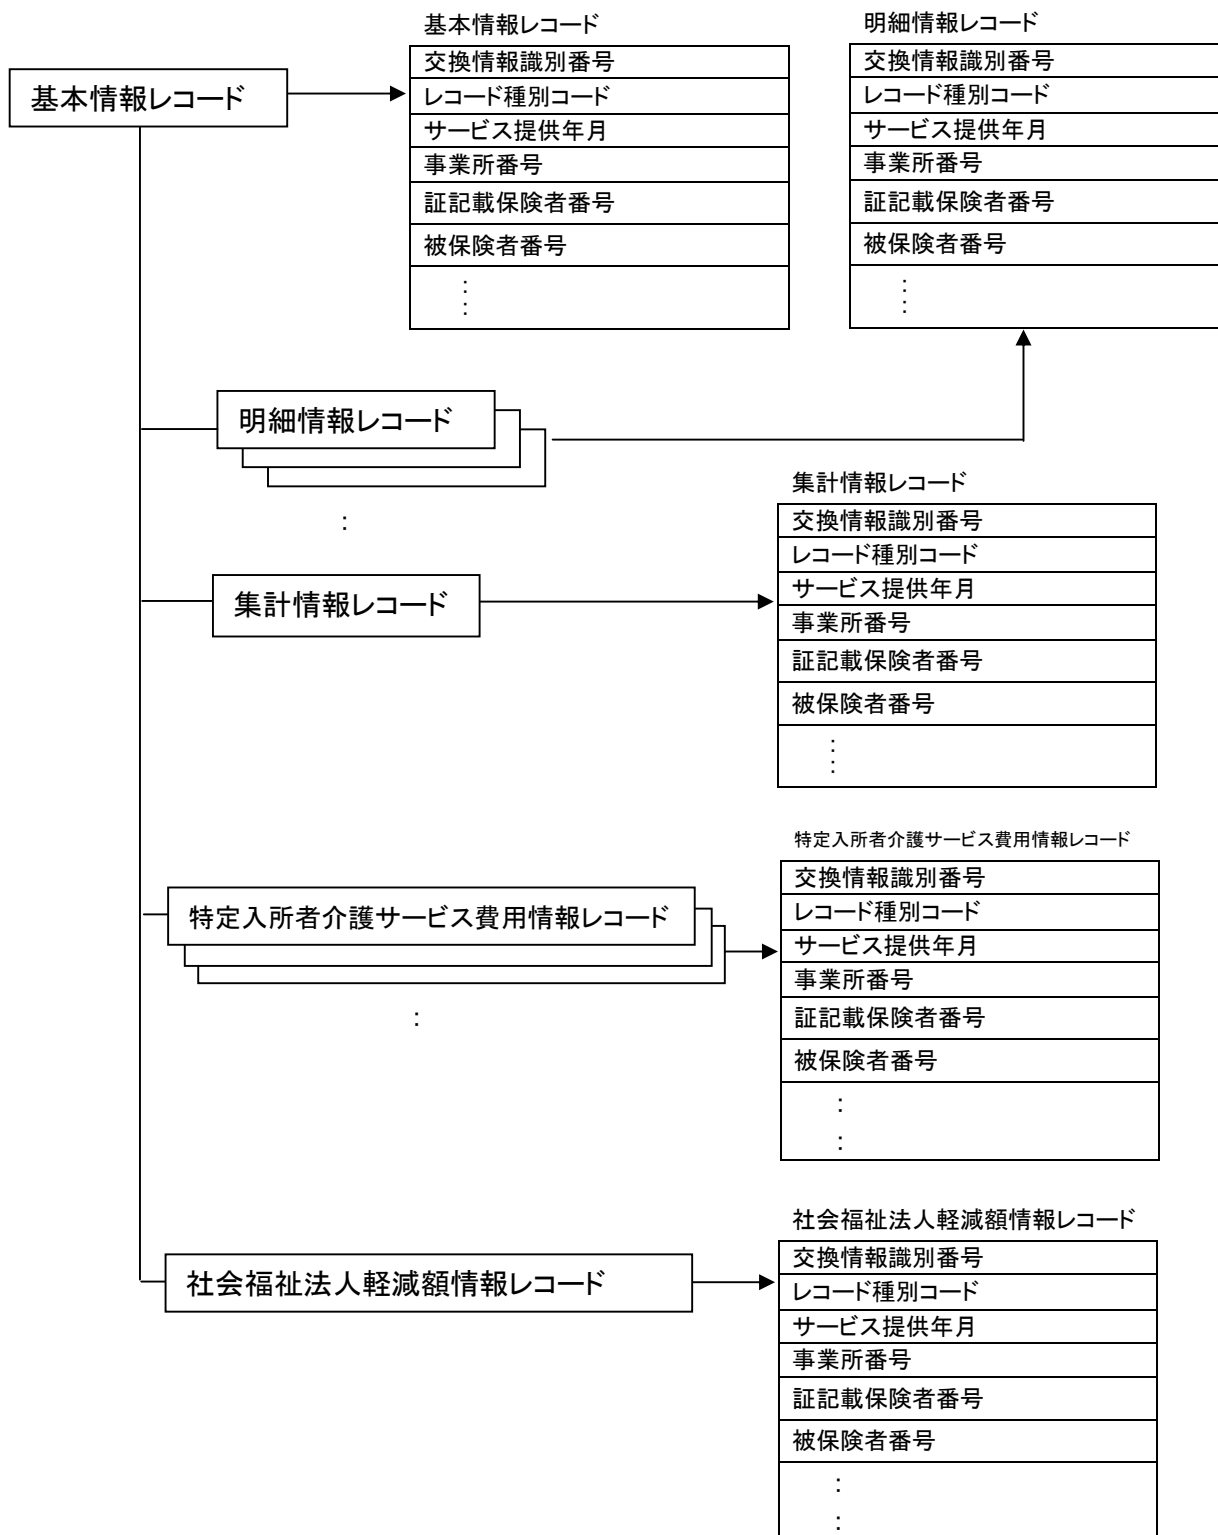 基本情報レコード
基本情報レコード
交換情報識別番号
レコード種別コード
サービス提供年月
事業所番号
証記載保険者番号
被保険者番号
：
：
明細情報レコード
交換情報識別番号
レコード種別コード
サービス提供年月
事業所番号
証記載保険者番号
被保険者番号
：
：
明細情報レコード
：
集計情報レコード
集計情報レコード
交換情報識別番号
レコード種別コード
サービス提供年月
事業所番号
証記載保険者番号
被保険者番号
：
：
特定入所者介護サービス費用情報レコード
：
特定入所者介護サービス費用情報レコード
交換情報識別番号
レコード種別コード
サービス提供年月
事業所番号
証記載保険者番号
被保険者番号
：
：
社会福祉法人軽減額情報レコード
社会福祉法人軽減額情報レコード
交換情報識別番号
レコード種別コード
サービス提供年月
事業所番号
証記載保険者番号
被保険者番号
：
：